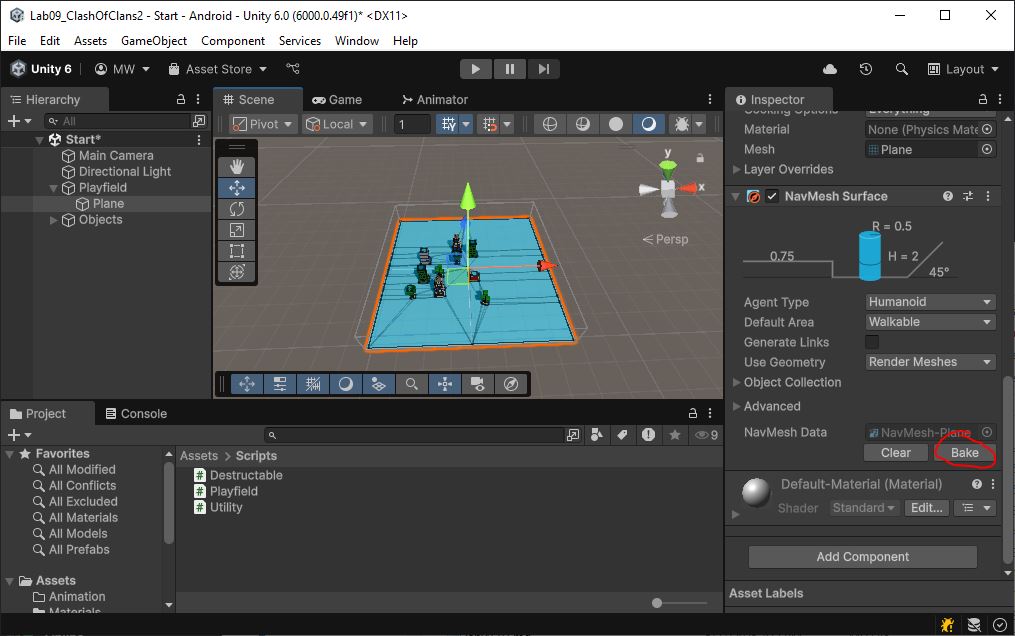 Lab09_ClashOfClans2 - Start - Android - Unity 6.0 (6000.0.49f1)* <DX11>
File Edit Assets GameObject Component Services Window Help
Unity 6 MW Asset Store Layout
Hierarchy
All
Start*
Main Camera
Directional Light
Playfield
Plane
Objects
Scene Game Animator
Pivot Local 1
y
x
Persp
Inspector
Material None (Physics Mate
Mesh Plane
Layer Overrides
NavMesh Surface
R = 0.5
0.75
H = 2
45°
Agent Type Humanoid
Default Area Walkable
Generate Links
Use Geometry Render Meshes
Object Collection
Advanced
NavMesh Data NavMesh-Plane
Clear Bake
Default-Material (Material)
Shader Standard Edit...
Add Component
Asset Labels
Project Console
9
Favorites
All Modified
All Conflicts
All Excluded
All Materials
All Models
All Prefabs
Assets
Animation
Materials
Assets > Scripts
Destructable
Playfield
Utility